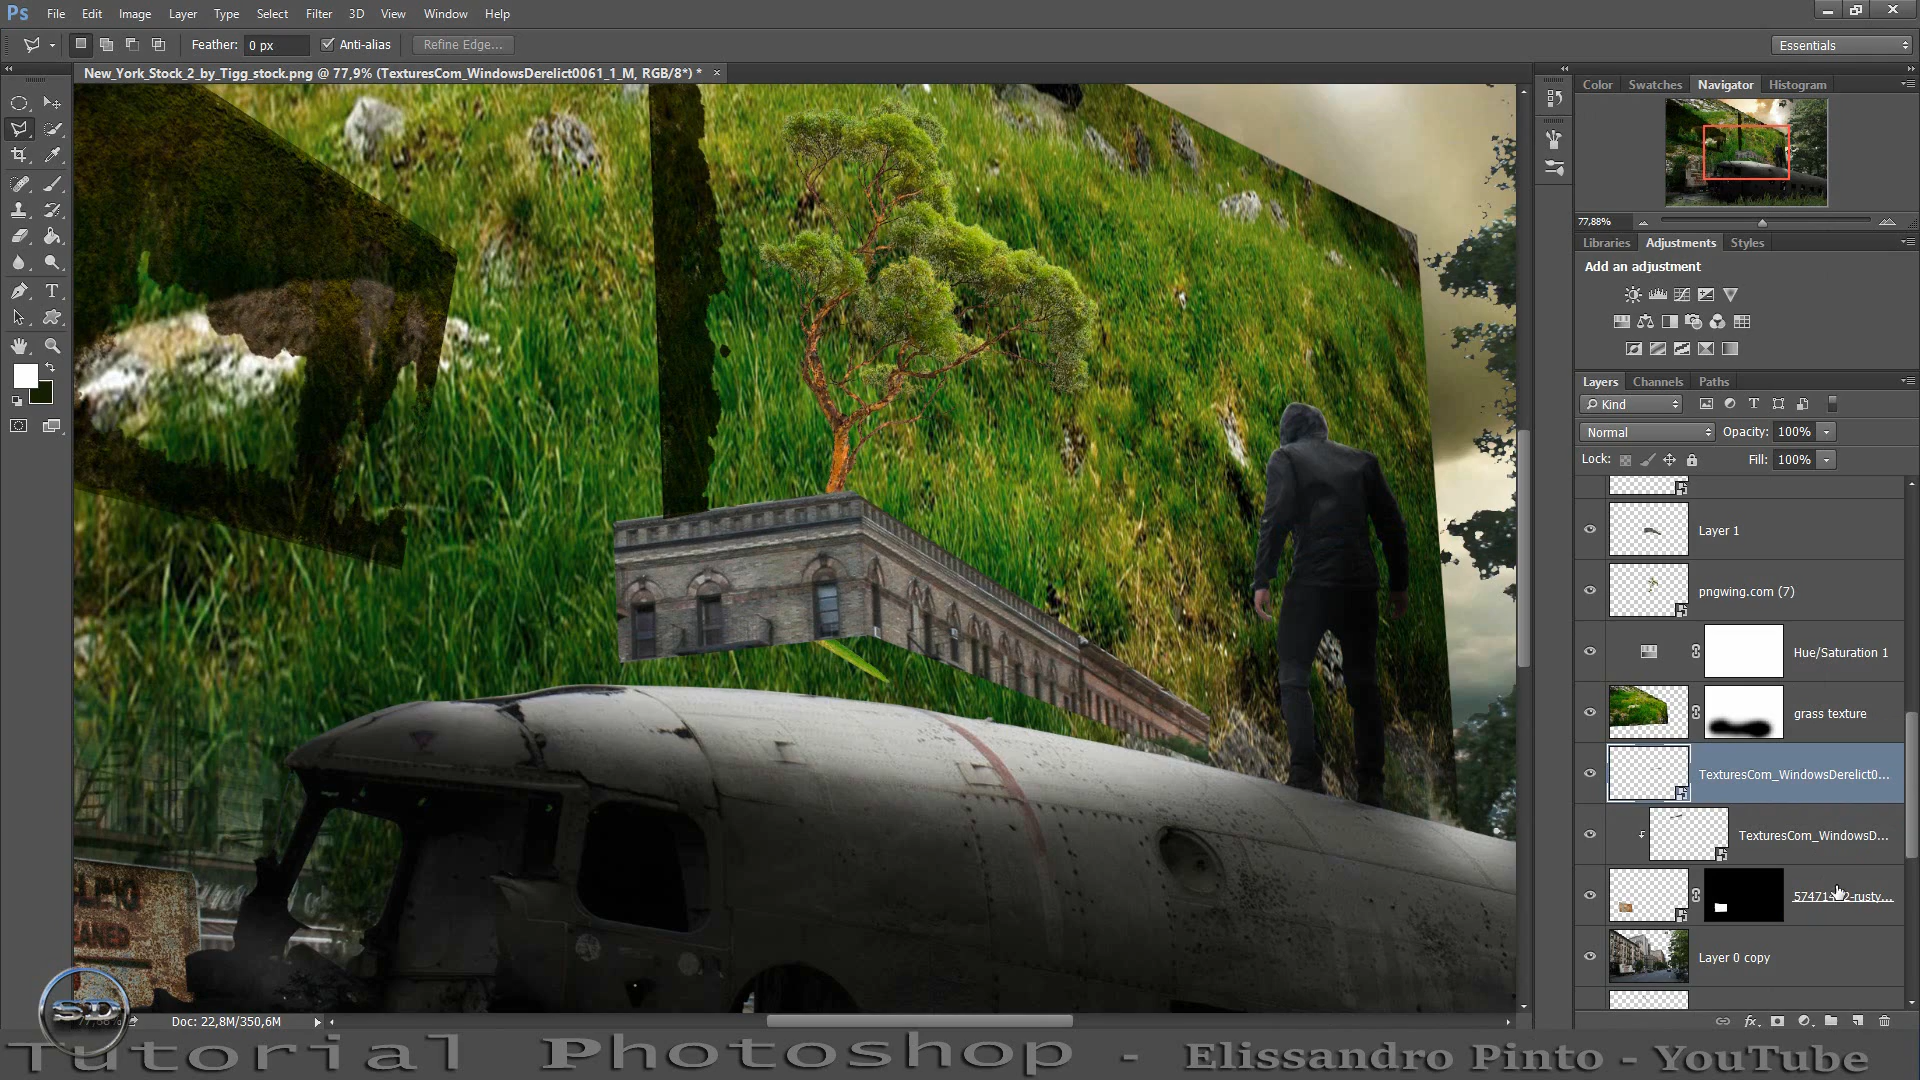 Ps File Edit Image Layer Type Select Filter 3D View Window Help
Feather: 0 px Anti-alias Refine Edge... Essentials
New_York_Stock_2_by_Tigg_stock.png @ 77,9% (TexturesCom_WindowsDerelict0061_1_M, RGB/8*) * ×
Color Swatches Navigator Histogram
77,88%
Libraries Adjustments Styles
Add an adjustment
Layers Channels Paths
Kind
Normal Opacity: 100%
Lock: Fill: 100%
Layer 1
pngwing.com (7)
Hue/Saturation 1
grass texture
TexturesCom_WindowsDerelict0...
TexturesCom_WindowsD...
Layer 0 copy
SD
Doc: 22,8M/350,6M
fx
Tutorial Photoshop - Elissandro Pinto - YouTube